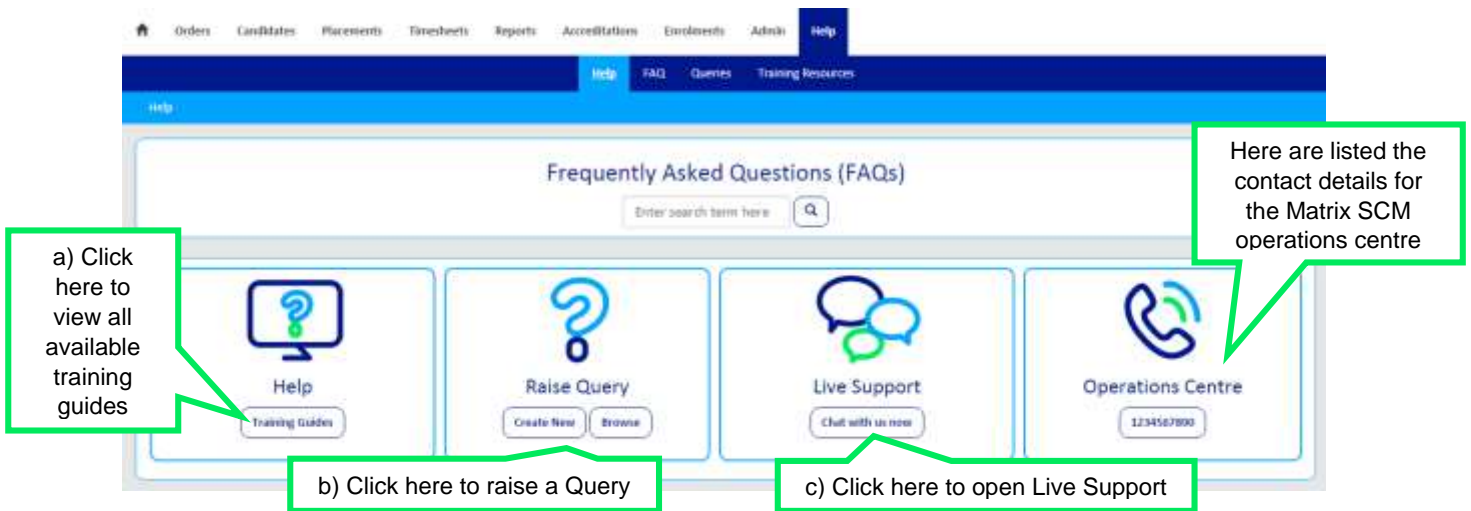 Orders Candidates Placements Timesheets Reports Accreditations Enrolments Admin Help
Help FAQ Queries Training Resources
Help
Frequently Asked Questions (FAQs)
Enter search term here
Here are listed the
contact details for
the Matrix SCM
operations centre
a) Click
here to
view all
available
training
guides
Help
Training Guides
Raise Query
Create New Browse
Live Support
Chat with us now
Operations Centre
1234567890
b) Click here to raise a Query
c) Click here to open Live Support